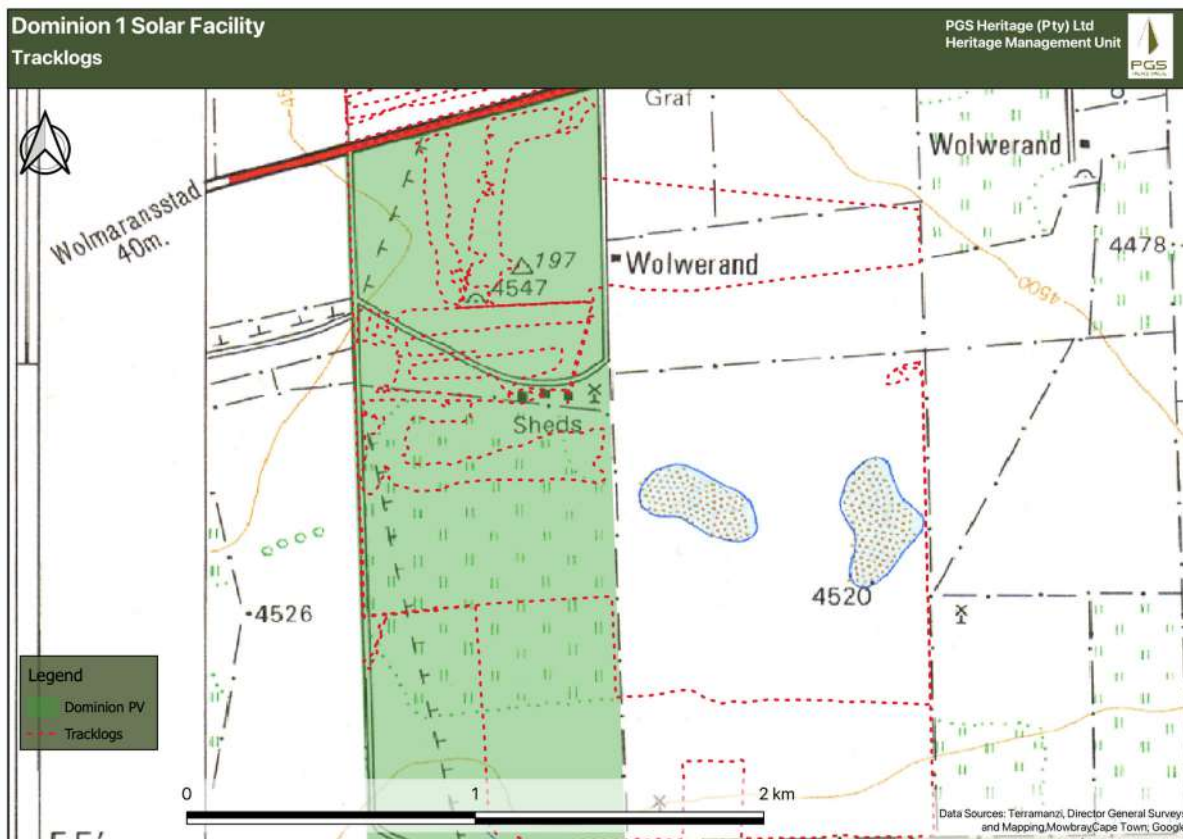 Dominion 1 Solar Facility
Tracklogs
PGS Heritage (Pty) Ltd
Heritage Management Unit
PGS
Graf
Wolwerand
Wolmaransstad
40m.
197
4547
Wolwerand
4478
4500
Sheds
4520
4526
Legend
Dominion PV
Tracklogs
0
1
2 km
Data Sources: Terramanzi, Director General Surveys
and Mapping,Mowbray,Cape Town, Google